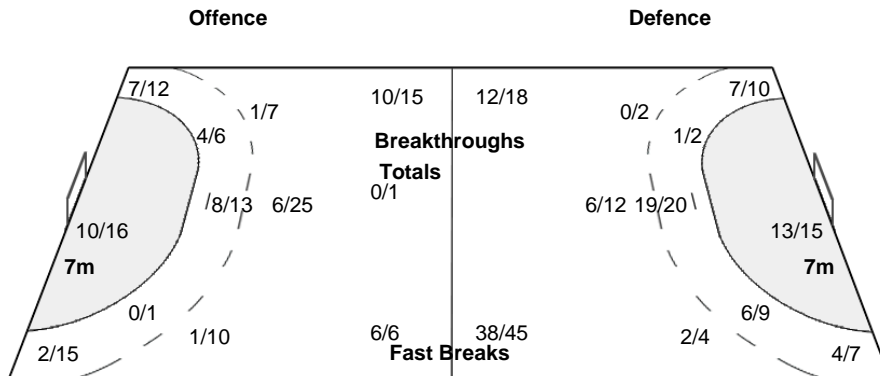 Offence Defence
7/12 1/7 10/15 12/18 0/2 7/10
4/6 Breakthroughs 1/2
Totals
8/13 6/25 0/1 6/12 19/20
10/16 13/15
7m 7m
0/1 6/9
1/10 6/6 38/45 2/4
2/15 Fast Breaks 4/7